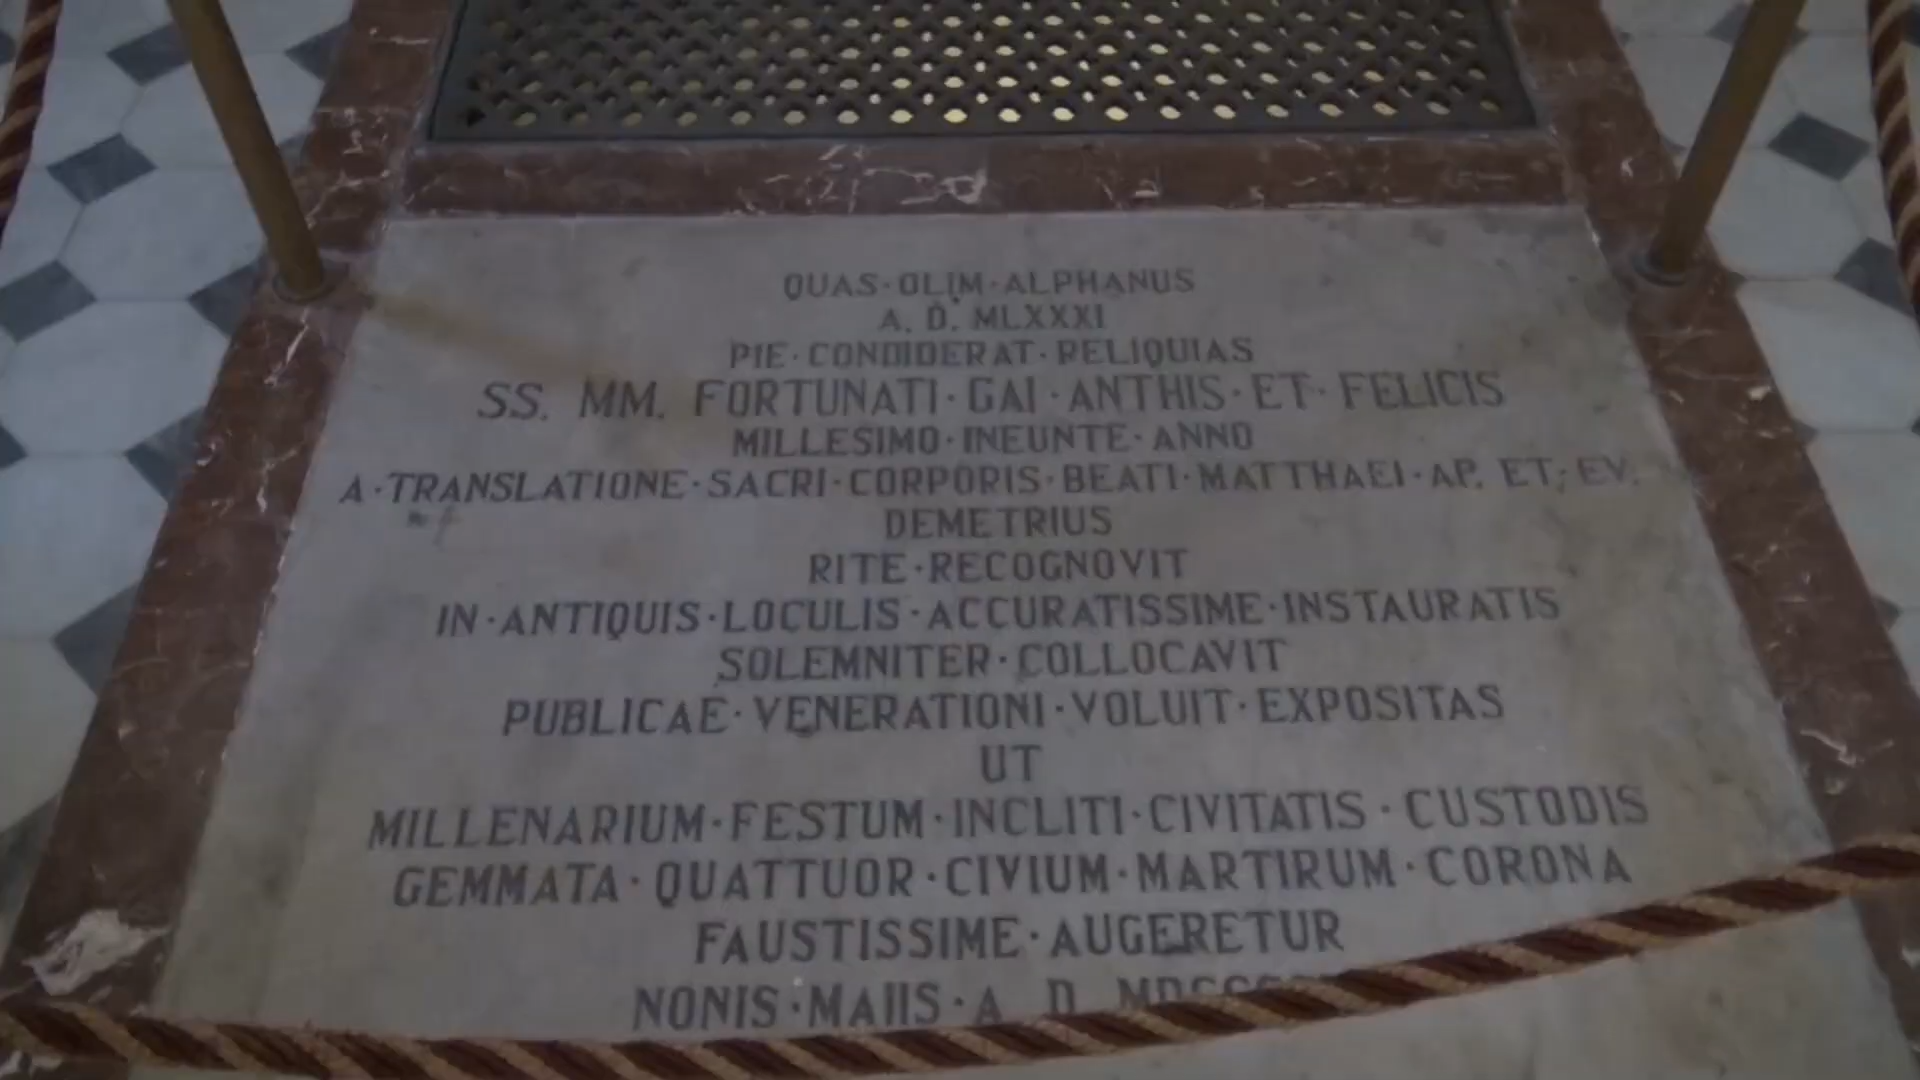 QUAS·OLIM·ALPHANUS
A. D. MLXXXI
PIE·CONDIDERAT·RELIQUIAS
SS. MM. FORTUNATI·GAI·ANTHIS·ET·FELICIS
MILLESIMO·INEUNTE·ANNO
A·TRANSLATIONE·SACRI·CORPORIS·BEATI·MATTHAEI·AP. ET; EV.
DEMETRIUS
RITE·RECOGNOVIT
IN·ANTIQUIS·LOCULIS·ACCURATISSIME·INSTAURATIS
SOLEMNITER·COLLOCAVIT
PUBLICAE·VENERATIONI·VOLUIT·EXPOSITAS
UT
MILLENARIUM·FESTUM·INCLITI·CIVITATIS·CUSTODIS
GEMMATA·QUATTUOR·CIVIUM·MARTIRUM·CORONA
FAUSTISSIME·AUGERETUR
NONIS·MAIIS·A D